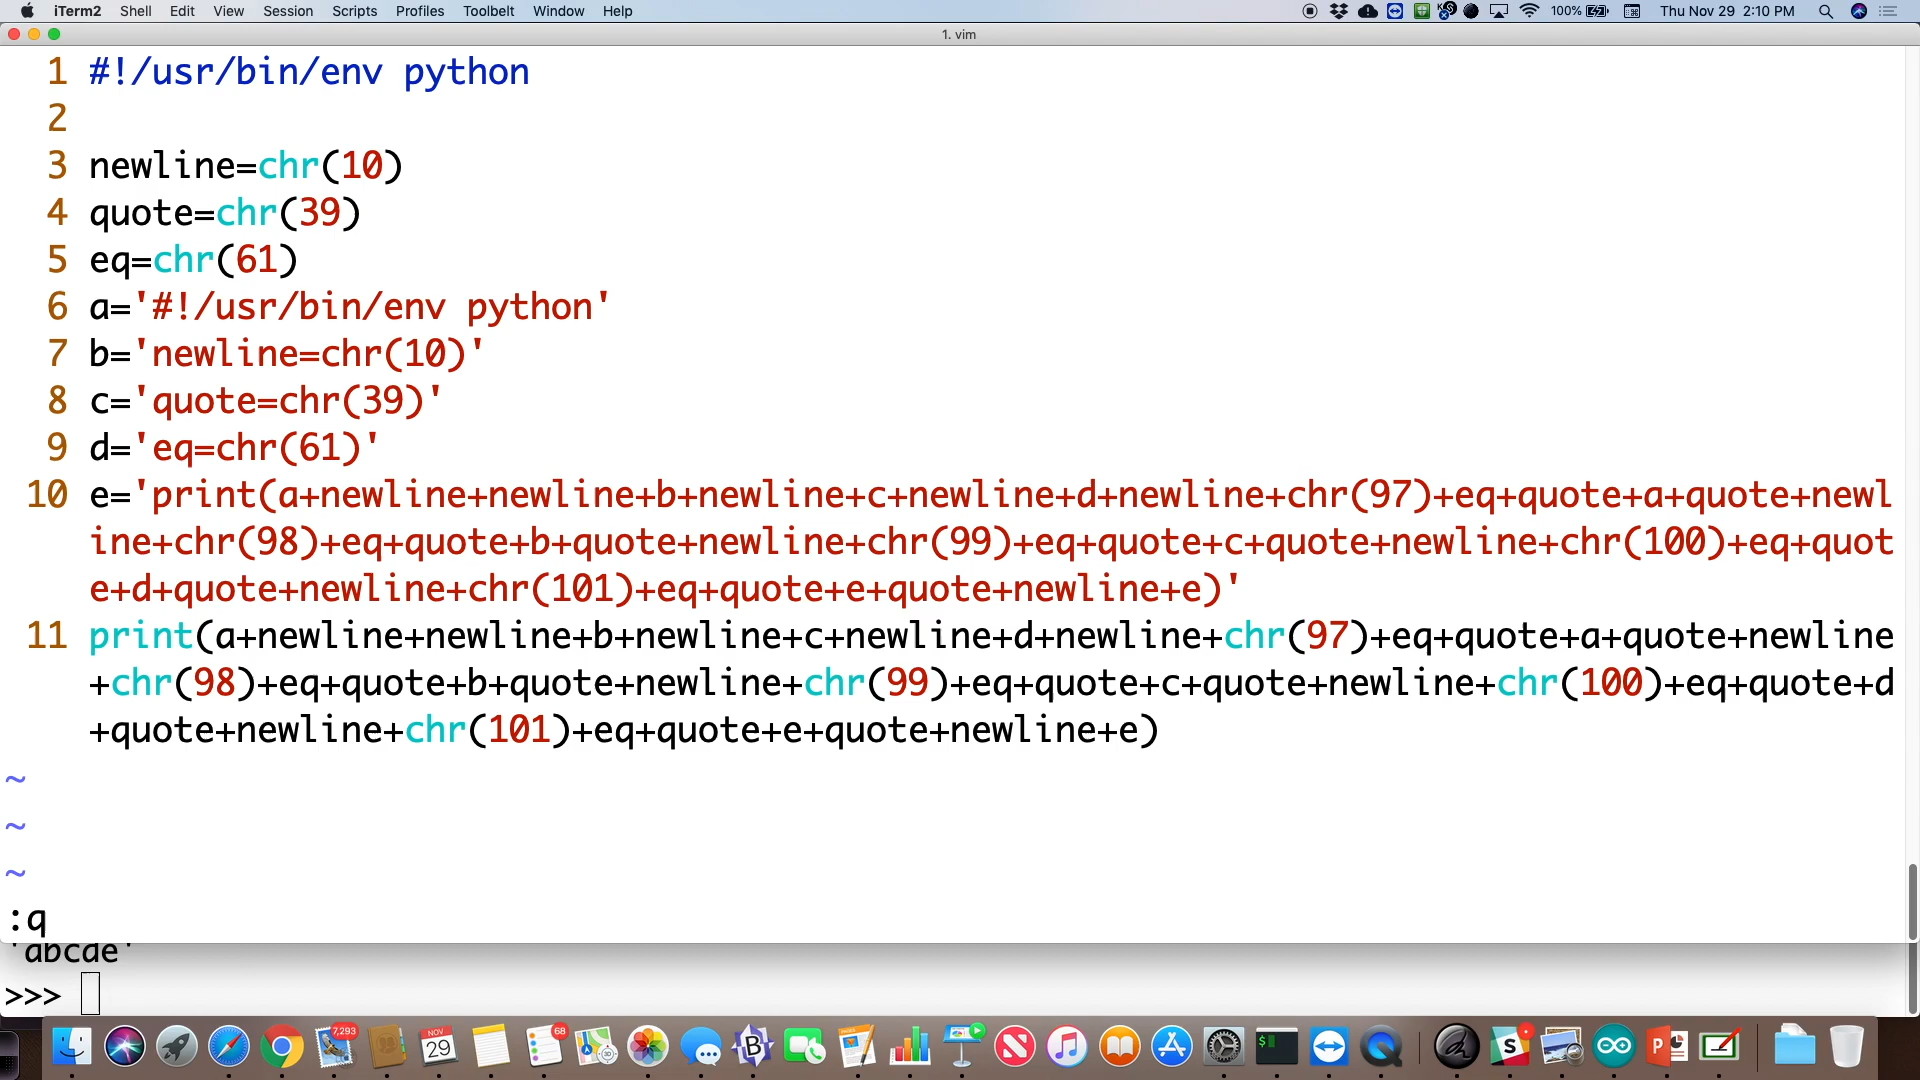 iTerm2 Shell Edit View Session Scripts Profiles Toolbelt Window Help 100% Thu Nov 29 2:10 PM
1. vim
1 #!/usr/bin/env python
2
3 newline=chr(10)
4 quote=chr(39)
5 eq=chr(61)
6 a='#!/usr/bin/env python'
7 b='newline=chr(10)'
8 c='quote=chr(39)'
9 d='eq=chr(61)'
10 e='print(a+newline+newline+b+newline+c+newline+d+newline+chr(97)+eq+quote+a+quote+newl
ine+chr(98)+eq+quote+b+quote+newline+chr(99)+eq+quote+c+quote+newline+chr(100)+eq+quot
e+d+quote+newline+chr(101)+eq+quote+e+quote+newline+e)'
11 print(a+newline+newline+b+newline+c+newline+d+newline+chr(97)+eq+quote+a+quote+newline
+chr(98)+eq+quote+b+quote+newline+chr(99)+eq+quote+c+quote+newline+chr(100)+eq+quote+d
+quote+newline+chr(101)+eq+quote+e+quote+newline+e)
~
~
~
:q
'abcde'
>>>
7,293 NOV 29 68